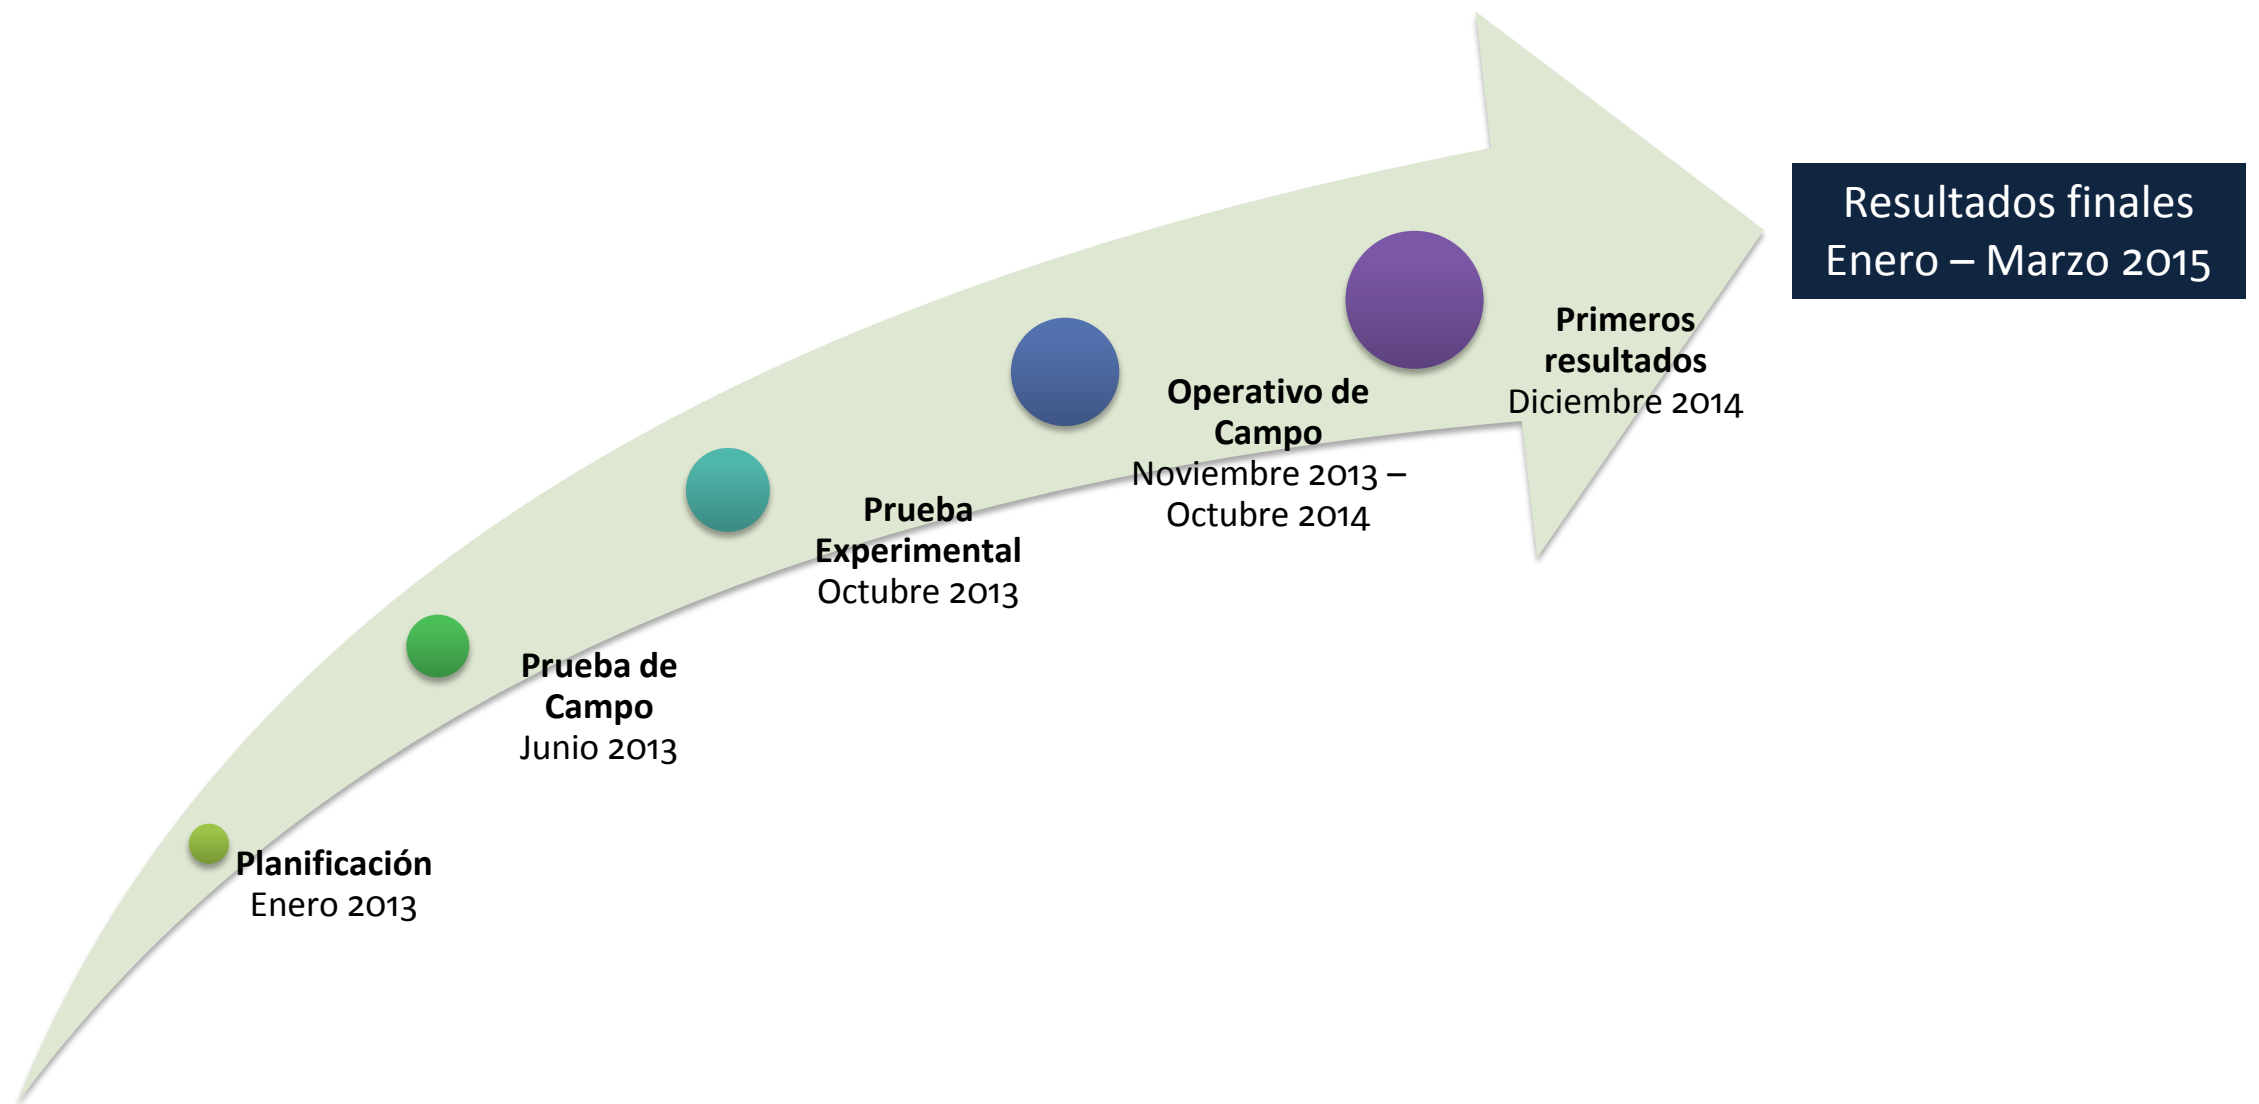 Planificación
Enero 2013
Prueba de
Campo
Junio 2013
Prueba
Experimental
Octubre 2013
Operativo de
Campo
Noviembre 2013 –
Octubre 2014
Primeros
resultados
Diciembre 2014
Resultados finales
Enero – Marzo 2015